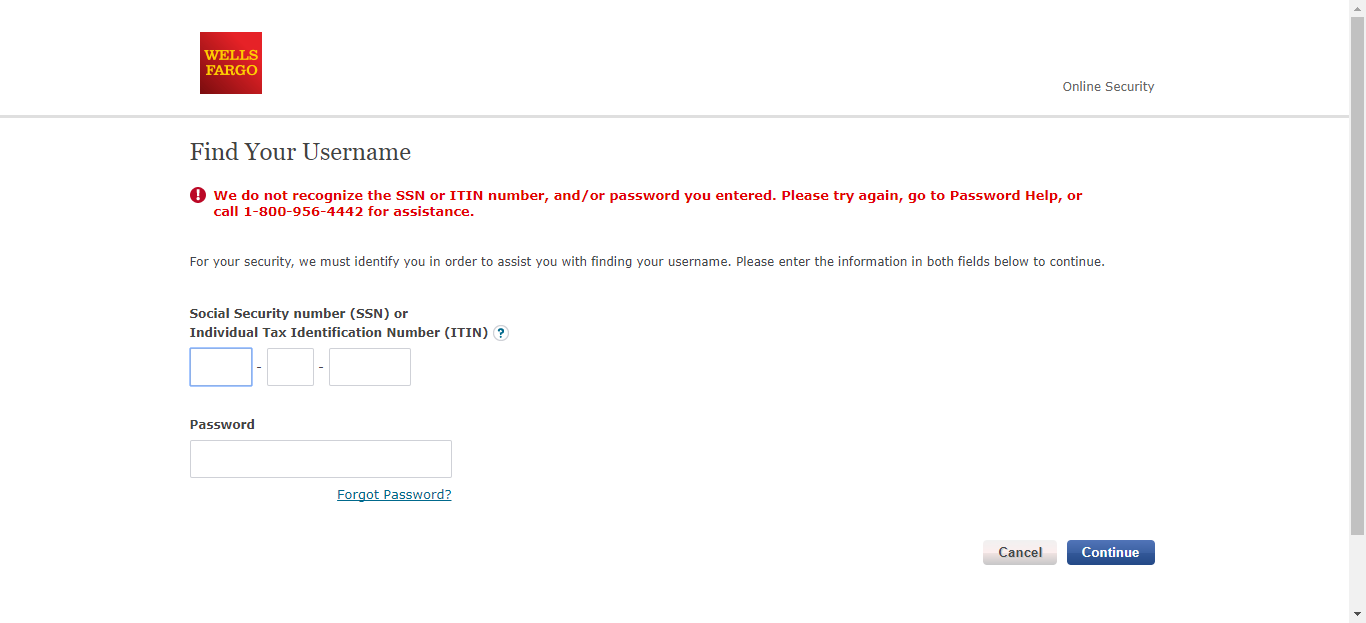 WELLS
FARGO
Online Security
Find Your Username
We do not recognize the SSN or ITIN number, and/or password you entered. Please try again, go to Password Help, or
call 1-800-956-4442 for assistance.
For your security, we must identify you in order to assist you with finding your username. Please enter the information in both fields below to continue.
Social Security number (SSN) or
Individual Tax Identification Number (ITIN) ?
- -
Password
Forgot Password?
Cancel Continue